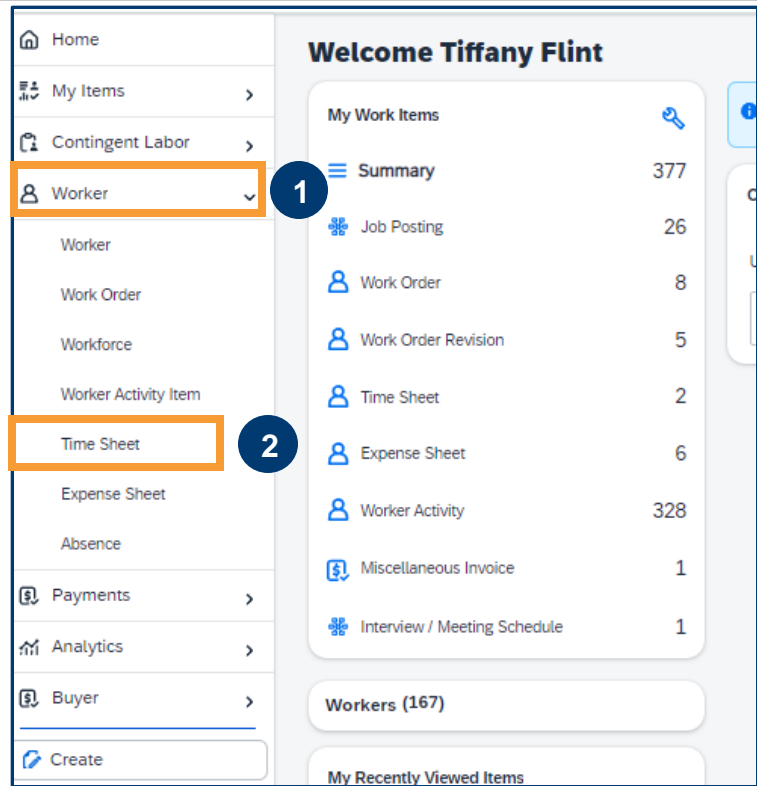 Home
My Items
Contingent Labor
Worker
1
Worker
Work Order
Workforce
Worker Activity Item
Time Sheet
2
Expense Sheet
Absence
Payments
Analytics
Buyer
Create
Welcome Tiffany Flint
My Work Items
Summary 377
Job Posting 26
Work Order 8
Work Order Revision 5
Time Sheet 2
Expense Sheet 6
Worker Activity 328
Miscellaneous Invoice 1
Interview / Meeting Schedule 1
Workers (167)
My Recently Viewed Items